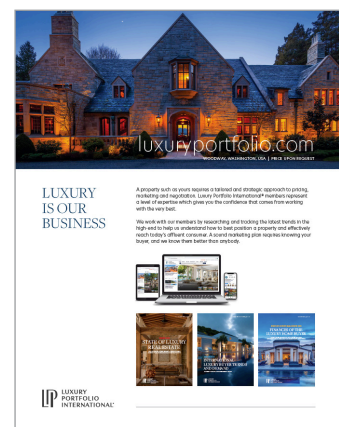 luxuryportfolio.com
WOODWAY, WASHINGTON, USA | PRICE UPON REQUEST
LUXURY
IS OUR
BUSINESS
A property such as yours requires a tailored and strategic approach to pricing,
marketing and negotiation. Luxury Portfolio International® members represent
a level of expertise which gives you the confidence that comes from working
with the very best.
We work with our members by researching and tracking the latest trends in the
high-end to help us understand how to best position a property and effectively
reach today's affluent consumer. A sound marketing plan requires knowing your
buyer, and we know them better than anybody.
STATE OF LUXURY
REAL ESTATE
INTERNATIONAL
LUXURY
LUXURY
PORTFOLIO
INTERNATIONAL®